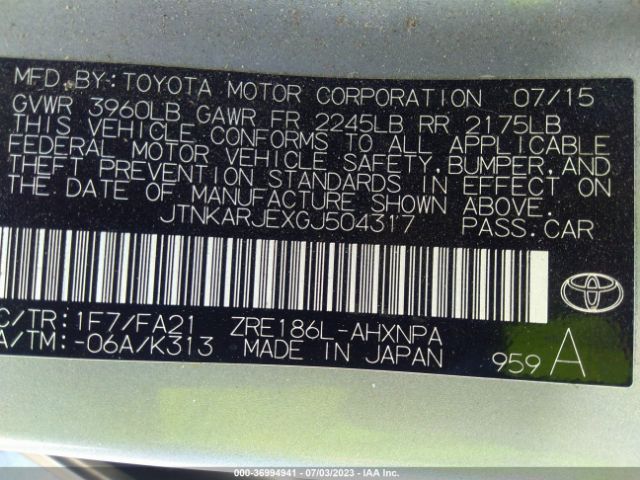 MFD. BY: TOYOTA MOTOR CORPORATION 07/15
GVWR 3960LB GAWR FR 2245LB RR 2175LB
THIS VEHICLE CONFORMS TO ALL APPLICABLE
FEDERAL MOTOR VEHICLE SAFETY, BUMPER, AND
THEFT PREVENTION STANDARDS IN EFFECT ON
THE DATE OF MANUFACTURE SHOWN ABOVE.
JTNKARJEXGJ504317 PASS. CAR
C/TR: 1F7/FA21 ZRE186L-AHXNPA
A/TM: -06A/K313 MADE IN JAPAN 959 A
TOYOTA
000-36994941 / 07/03/2023 - IAA Inc.